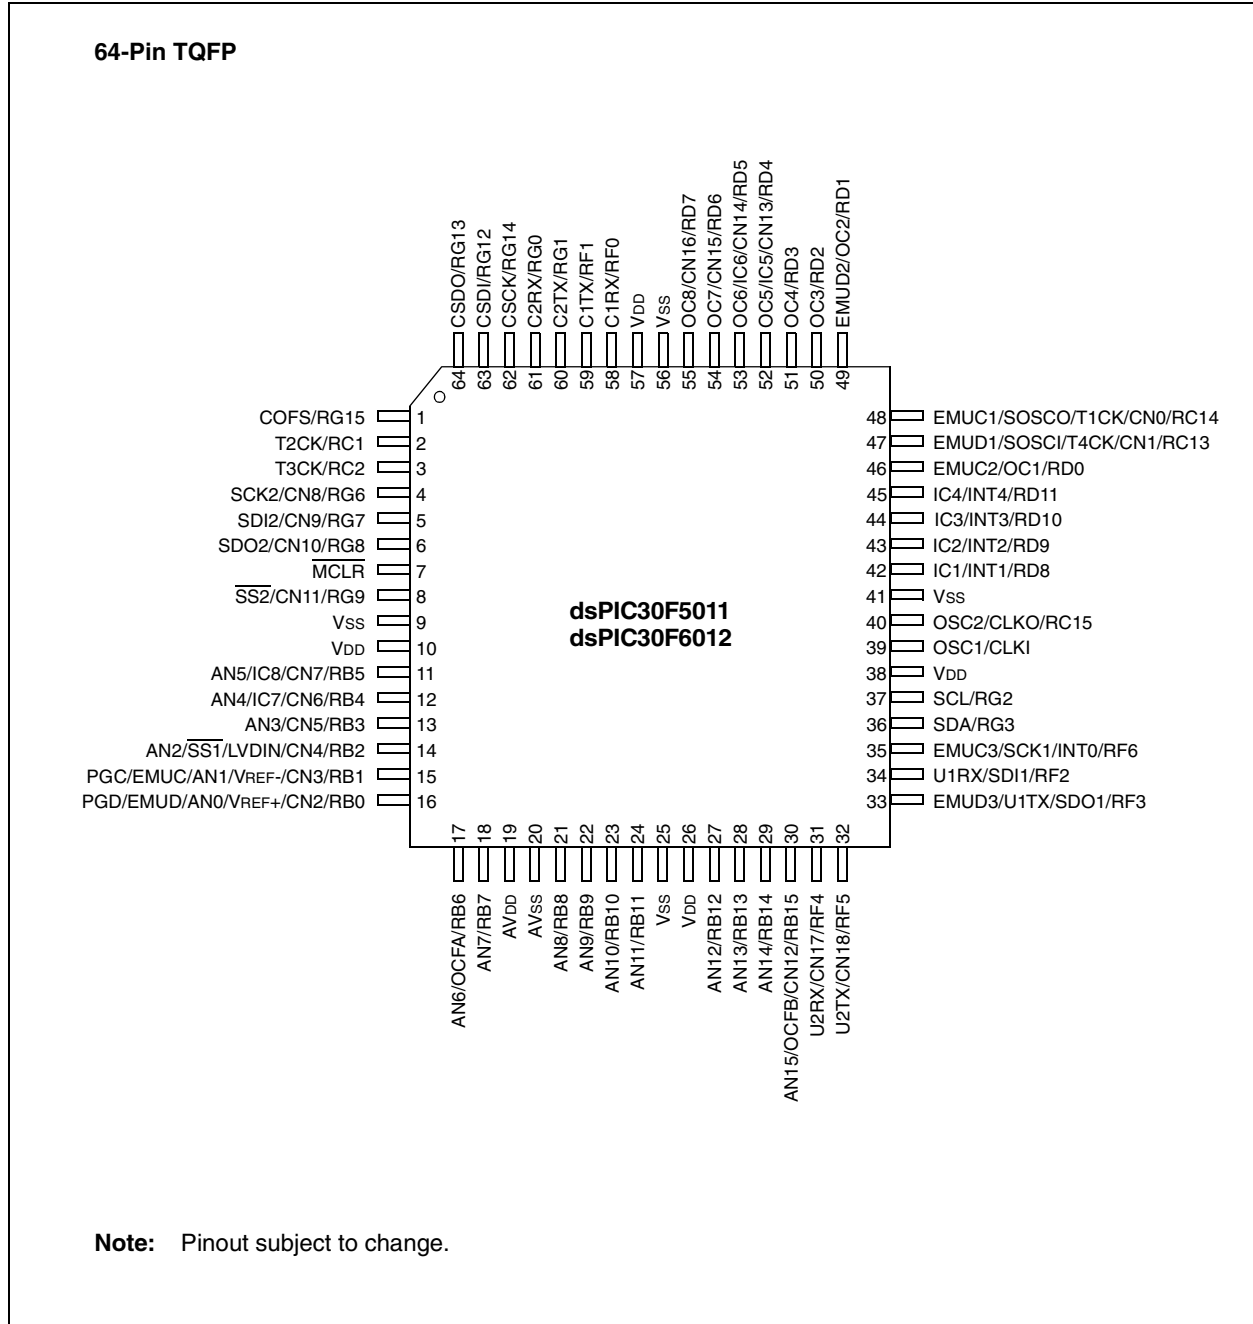 64-Pin TQFP
CSDO/RG13
CSDI/RG12
CSCK/RG14
C2RX/RG0
C2TX/RG1
C1TX/RF1
C1RX/RF0
VDD
VSS
OC8/CN16/RD7
OC7/CN15/RD6
OC6/IC6/CN14/RD5
OC5/IC5/CN13/RD4
OC4/RD3
OC3/RD2
EMUD2/OC2/RD1
64
63
62
61
60
59
58
57
56
55
54
53
52
51
50
49
COFS/RG15 1
T2CK/RC1 2
T3CK/RC2 3
SCK2/CN8/RG6 4
SDI2/CN9/RG7 5
SDO2/CN10/RG8 6
MCLR 7
SS2/CN11/RG9 8
VSS 9
VDD 10
AN5/IC8/CN7/RB5 11
AN4/IC7/CN6/RB4 12
AN3/CN5/RB3 13
AN2/SS1/LVDIN/CN4/RB2 14
PGC/EMUC/AN1/VREF-/CN3/RB1 15
PGD/EMUD/AN0/VREF+/CN2/RB0 16
dsPIC30F5011
dsPIC30F6012
48 EMUC1/SOSCO/T1CK/CN0/RC14
47 EMUD1/SOSCI/T4CK/CN1/RC13
46 EMUC2/OC1/RD0
45 IC4/INT4/RD11
44 IC3/INT3/RD10
43 IC2/INT2/RD9
42 IC1/INT1/RD8
41 VSS
40 OSC2/CLKO/RC15
39 OSC1/CLKI
38 VDD
37 SCL/RG2
36 SDA/RG3
35 EMUC3/SCK1/INT0/RF6
34 U1RX/SDI1/RF2
33 EMUD3/U1TX/SDO1/RF3
17
18
19
20
21
22
23
24
25
26
27
28
29
30
31
32
AN6/OCFA/RB6
AN7/RB7
AVDD
AVSS
AN8/RB8
AN9/RB9
AN10/RB10
AN11/RB11
VSS
VDD
AN12/RB12
AN13/RB13
AN14/RB14
AN15/OCFB/CN12/RB15
U2RX/CN17/RF4
U2TX/CN18/RF5
Note: Pinout subject to change.